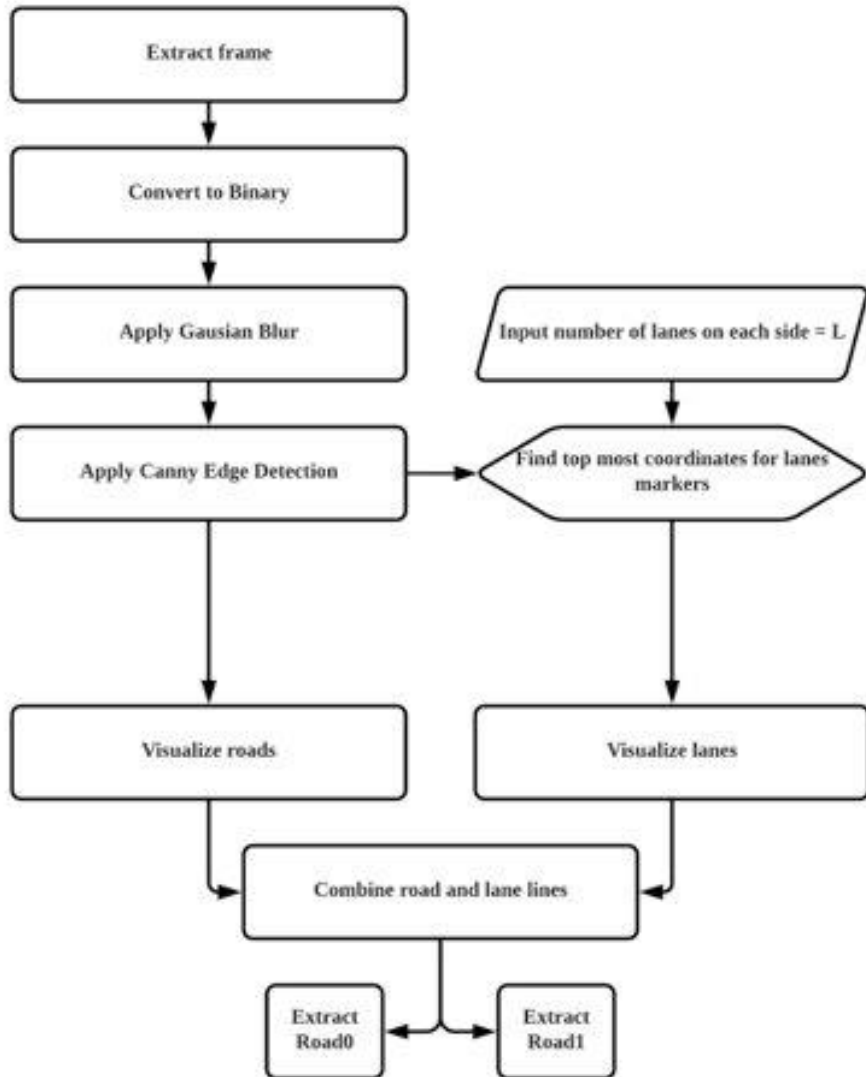 Extract frame
Convert to Binary
Apply Gausian Blur
Input number of lanes on each side = L
Apply Canny Edge Detection
Find top most coordinates for lanes
markers
Visualize roads
Visualize lanes
Combine road and lane lines
Extract
Road0
Extract
Road1